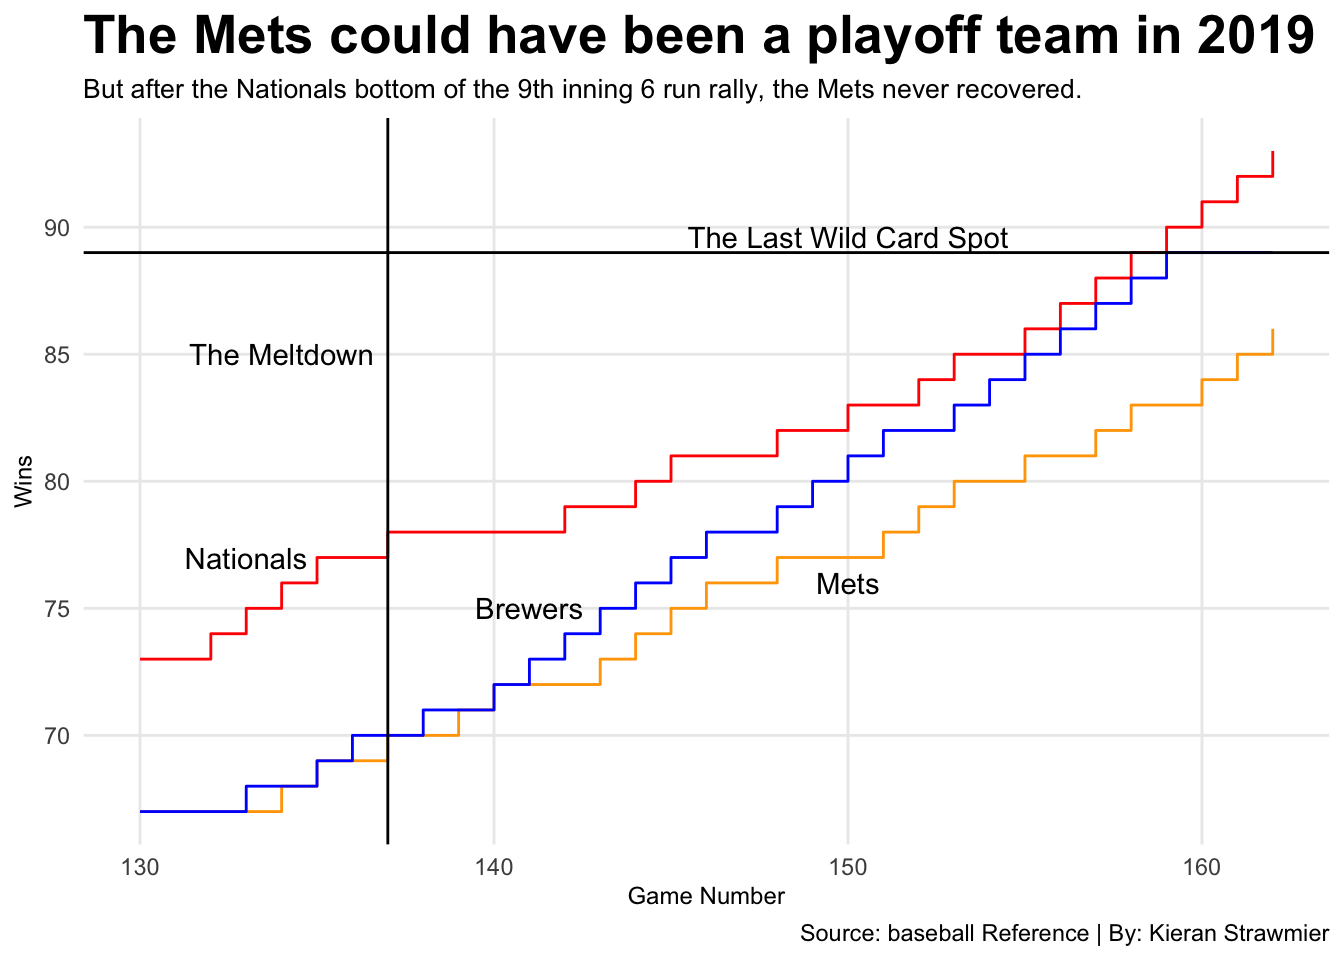 The Mets could have been a playoff team in 2019
But after the Nationals bottom of the 9th inning 6 run rally, the Mets never recovered.
90
85
80
75
70
Wins
The Last Wild Card Spot
The Meltdown
Nationals
Brewers
Mets
130
140
150
160
Game Number
Source: baseball Reference | By: Kieran Strawmier